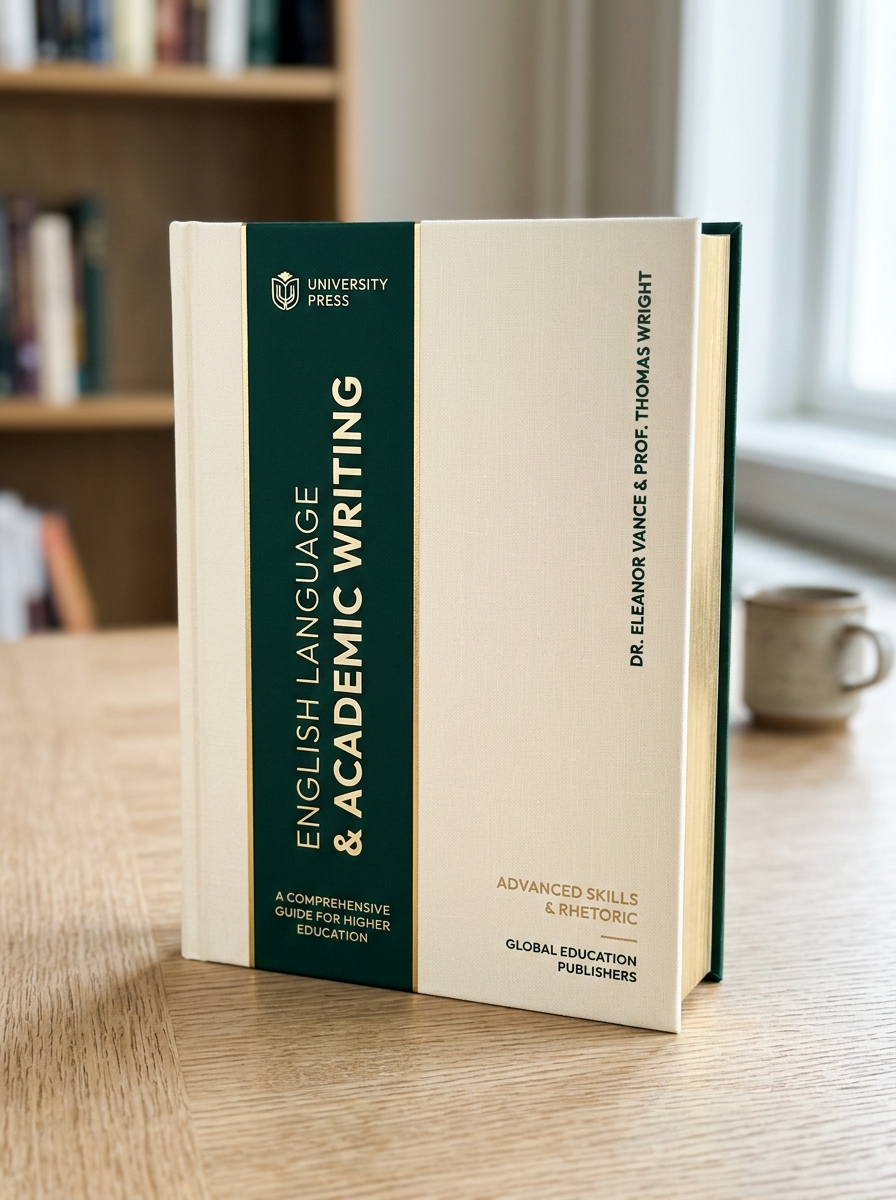 UNIVERSITY
PRESS
ENGLISH LANGUAGE
& ACADEMIC WRITING
A COMPREHENSIVE
GUIDE FOR HIGHER
EDUCATION
DR. ELEANOR VANCE & PROF. THOMAS WRIGHT
ADVANCED SKILLS
& RHETORIC
GLOBAL EDUCATION
PUBLISHERS